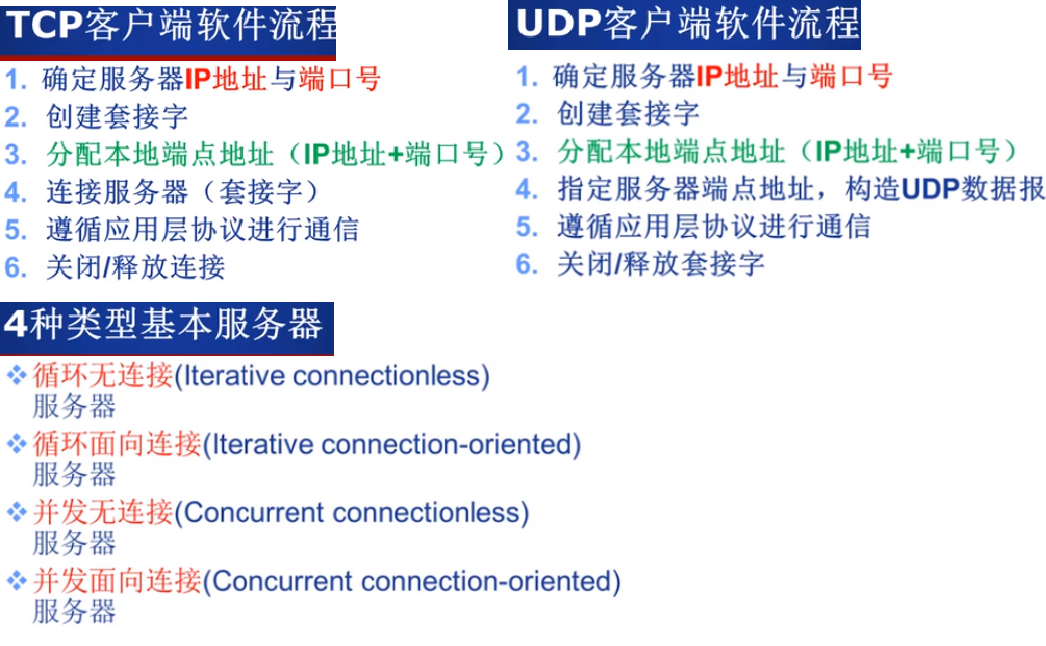 TCP客户端软件流程
1. 确定服务器IP地址与端口号
2. 创建套接字
3. 分配本地端点地址（IP地址+端口号）
4. 连接服务器（套接字）
5. 遵循应用层协议进行通信
6. 关闭/释放连接
UDP客户端软件流程
1. 确定服务器IP地址与端口号
2. 创建套接字
3. 分配本地端点地址（IP地址+端口号）
4. 指定服务器端点地址，构造UDP数据报
5. 遵循应用层协议进行通信
6. 关闭/释放套接字
4种类型基本服务器
❖循环无连接(Iterative connectionless)
服务器
❖循环面向连接(Iterative connection-oriented)
服务器
❖并发无连接(Concurrent connectionless)
服务器
❖并发面向连接(Concurrent connection-oriented)
服务器